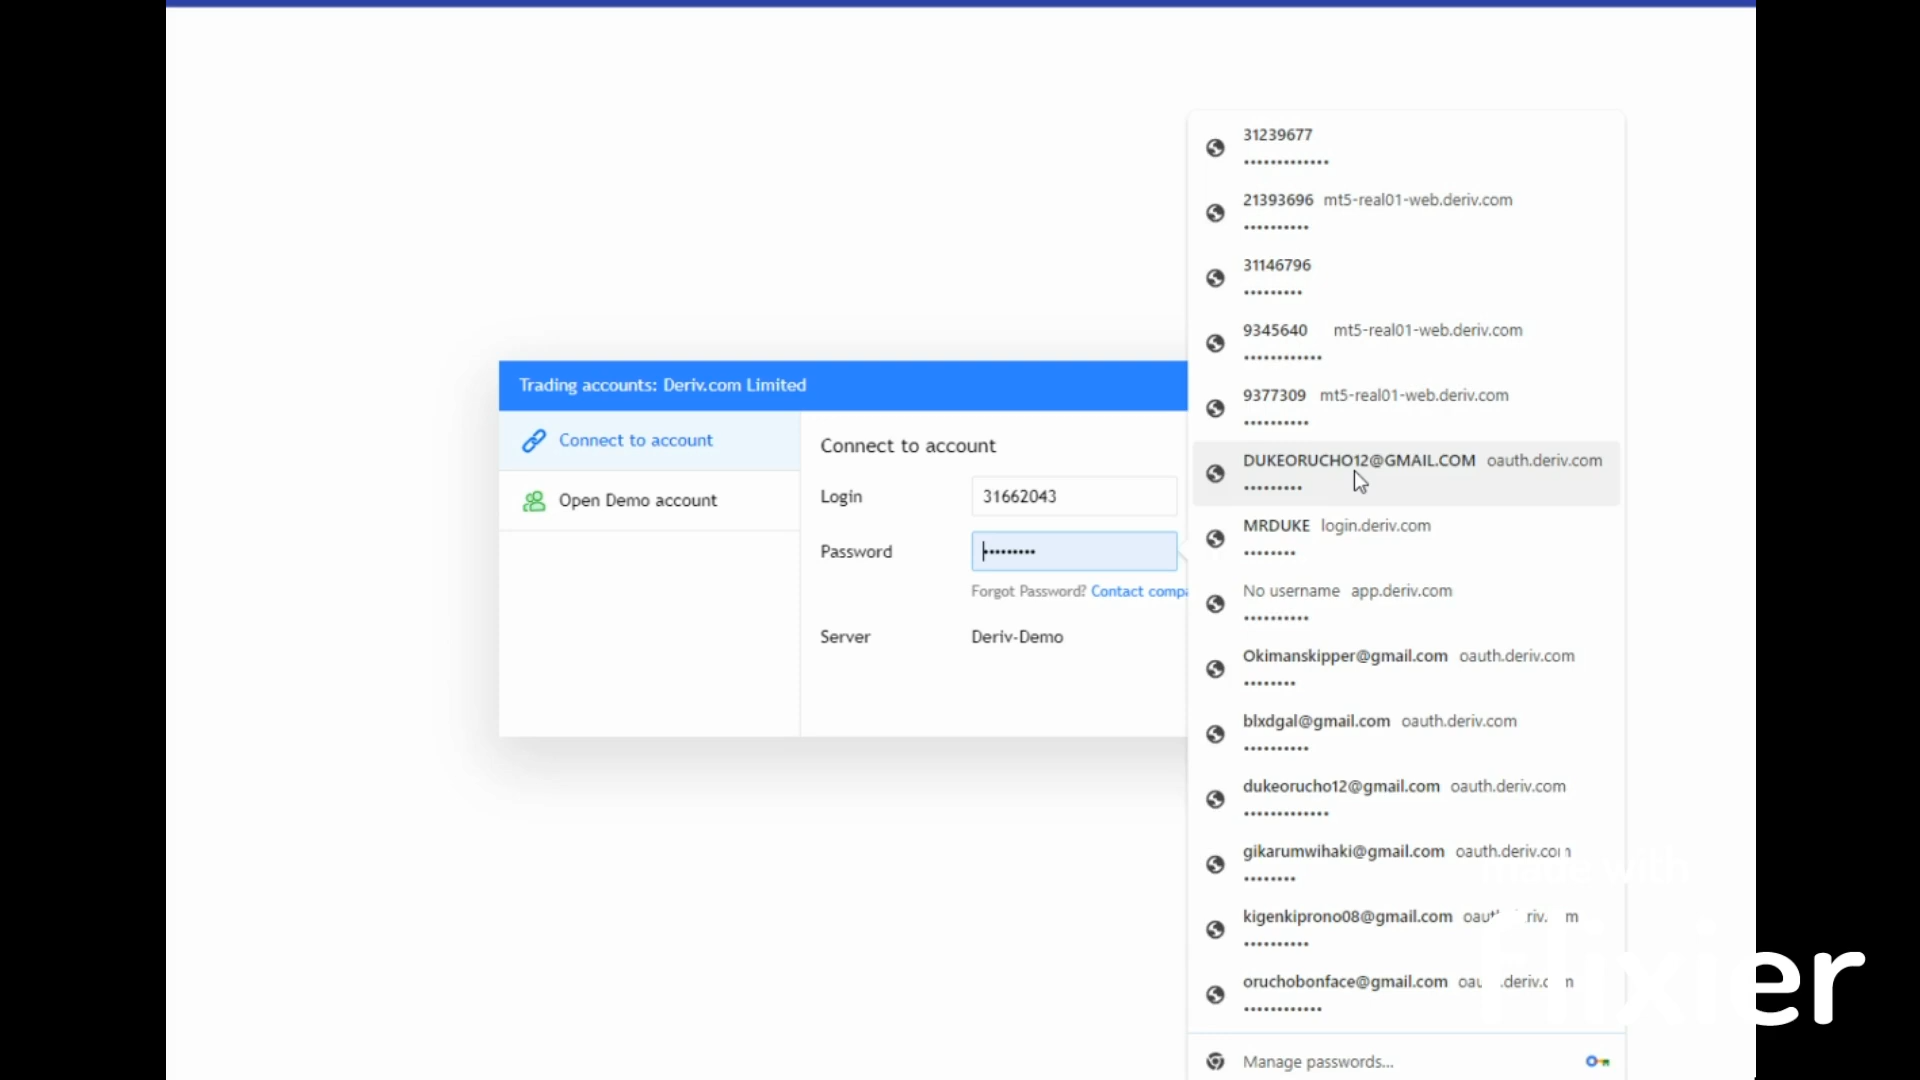 Trading accounts: Deriv.com Limited
Connect to account
Open Demo account
Connect to account
Login 31662043
Password •••••••••
Forgot Password? Contact
Server Deriv-Demo
31239677
•••••••••••••
21393696 mt5-real01-web.deriv.com
••••••••••
31146796
•••••••••
9345640 mt5-real01-web.deriv.com
••••••••••••
9377309 mt5-real01-web.deriv.com
••••••••••
DUKEORUCHO12@GMAIL.COM oauth.deriv.com
•••••••••
MRDUKE login.deriv.com
••••••••
No username app.deriv.com
••••••••••
Okimanskipper@gmail.com oauth.deriv.com
••••••••
blxdgal@gmail.com oauth.deriv.com
••••••••••
dukeorucho12@gmail.com oauth.deriv.com
•••••••••••••
gikarumwihaki@gmail.com oauth.deriv.com
••••••••
kigenkiprono08@gmail.com
••••••••••
oruchobonface@gmail.com
••••••••••••
Manage passwords...
flixier